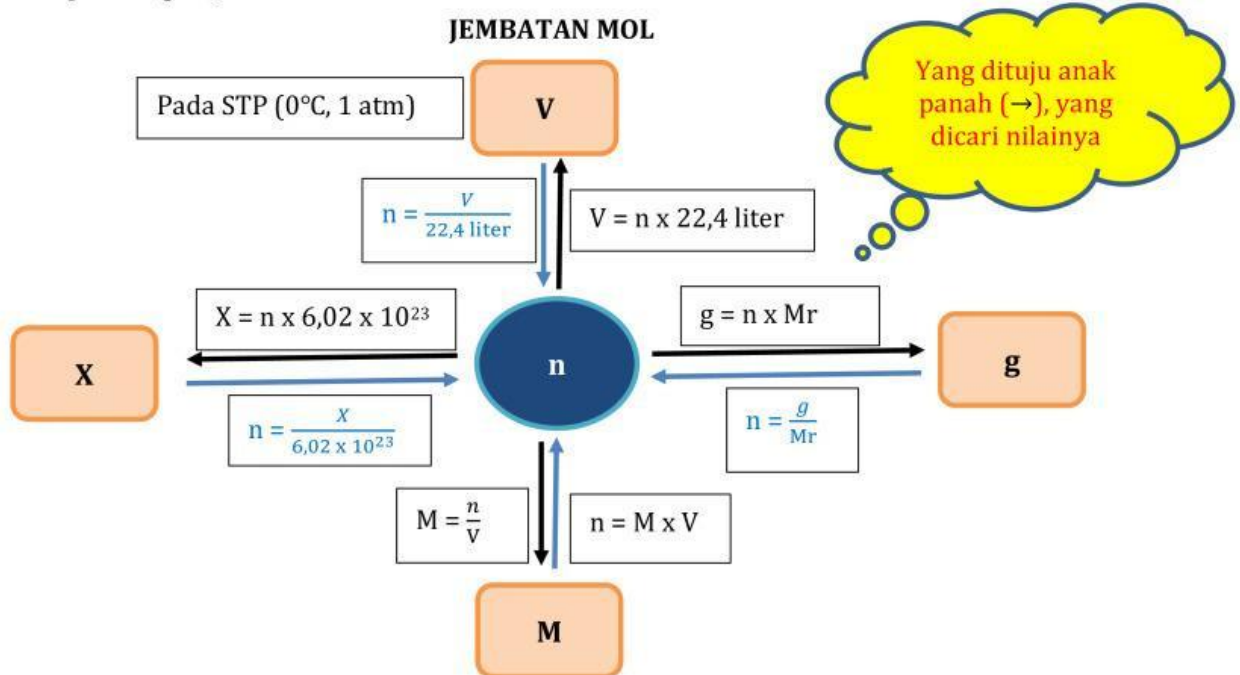 JEMBATAN MOL
Pada STP (0°C, 1 atm)
V
Yang dituju anak
panah (→), yang
dicari nilainya
n = V / 22,4 liter
V = n x 22,4 liter
X = n x 6,02 x 10²³
g = n x Mr
X
n
g
n = X / 6,02 x 10²³
n = g / Mr
M = n / V
n = M x V
M